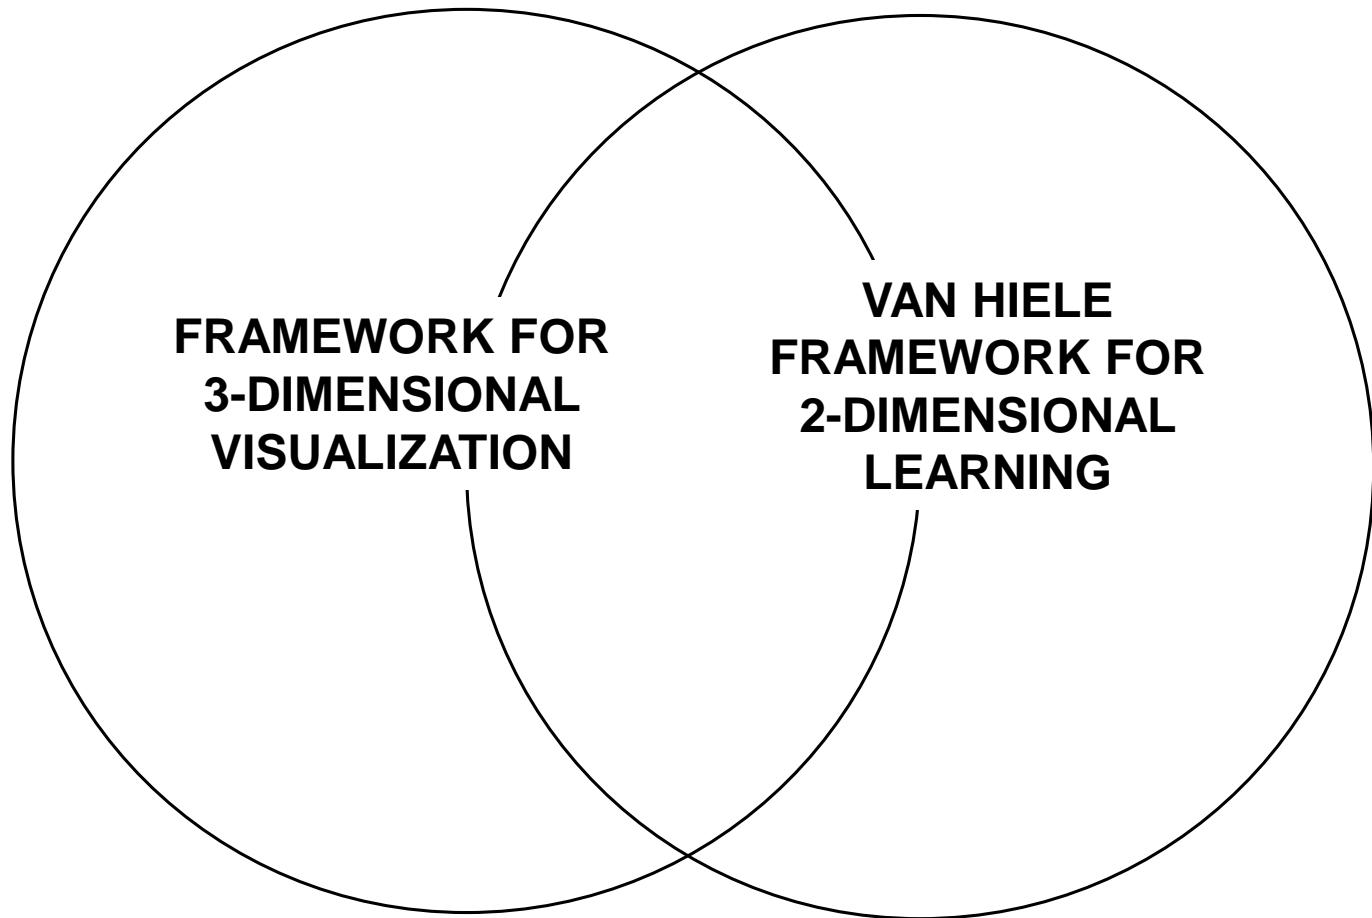 FRAMEWORK FOR
3-DIMENSIONAL
VISUALIZATION
VAN HIELE
FRAMEWORK FOR
2-DIMENSIONAL
LEARNING